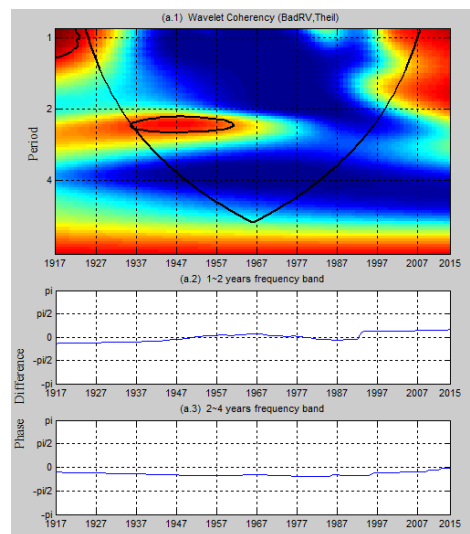 (a.1) Wavelet Coherency (BadRV,Theil)
1
2
4
Period
1917 1927 1937 1947 1957 1967 1977 1987 1997 2007 2015
(a.2) 1~2 years frequency band
pi
pi/2
0
-pi/2
-pi
1917 1927 1937 1947 1957 1967 1977 1987 1997 2007 2015
(a.3) 2~4 years frequency band
pi
pi/2
0
-pi/2
-pi
1917 1927 1937 1947 1957 1967 1977 1987 1997 2007 2015
Phase Difference